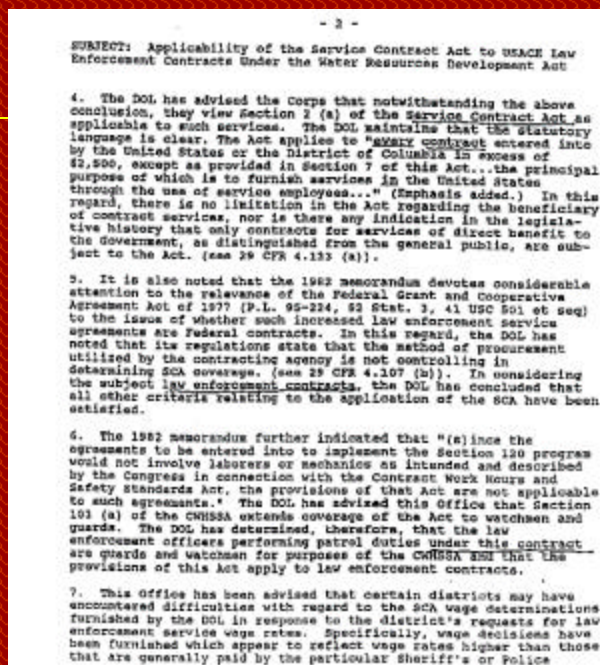 - 2 -
SUBJECT: Applicability of the Service Contract Act to USACE Law
Enforcement Contracts Under the Water Resources Development Act
4. The DOL has advised the Corps that notwithstanding the above
conclusion, they view Section 2 (a) of the Service Contract Act as
applicable to such services. The DOL maintains that the statutory
language is clear. The Act applies to "every contract entered into
by the United States or the District of Columbia in excess of
$2,500, except as provided in Section 7 of this Act...the principal
purpose of which is to furnish services in the United States
through the use of service employees..." (Emphasis added.) In this
regard, there is no limitation in the Act regarding the beneficiary
of contract services, nor is there any indication in the legisla-
tive history that only contracts for services of direct benefit to
the Government, as distinguished from the general public, are sub-
ject to the Act. (see 29 CFR 4.133 (a)).
5. It is also noted that the 1982 memorandum devotes considerable
attention to the relevance of the Federal Grant and Cooperative
Agreement Act of 1977 (P.L. 95-224, 92 Stat. 3, 41 USC 501 et seq)
to the issue of whether such increased law enforcement service
agreements are Federal contracts. In this regard, the DOL has
noted that its regulations state that the method of procurement
utilized by the contracting agency is not controlling in
determining SCA coverage. (see 29 CFR 4.107 (b)). In considering
the subject law enforcement contracts, the DOL has concluded that
all other criteria relating to the application of the SCA have been
satisfied.
6. The 1982 memorandum further indicated that "(s)ince the
agreements to be entered into to implement the Section 120 program
would not involve laborers or mechanics as intended and described
by the Congress in connection with the Contract Work Hours and
Safety Standards Act, the provisions of that Act are not applicable
to such agreements." The DOL has advised this Office that Section
103 (a) of the CWHSSA extends coverage of the Act to watchmen and
guards. The DOL has determined, therefore, that the law
enforcement officers performing patrol duties under this contract
are guards and watchmen for purposes of the CWHSSA and that the
provisions of this Act apply to law enforcement contracts.
7. This Office has been advised that certain districts may have
encountered difficulties with regard to the SCA wage determinations
furnished by the DOL in response to the district's requests for law
enforcement service wage rates. Specifically, wage decisions have
been furnished which appear to reflect wage rates higher than those
that are generally paid by the particular Sheriff's or Police